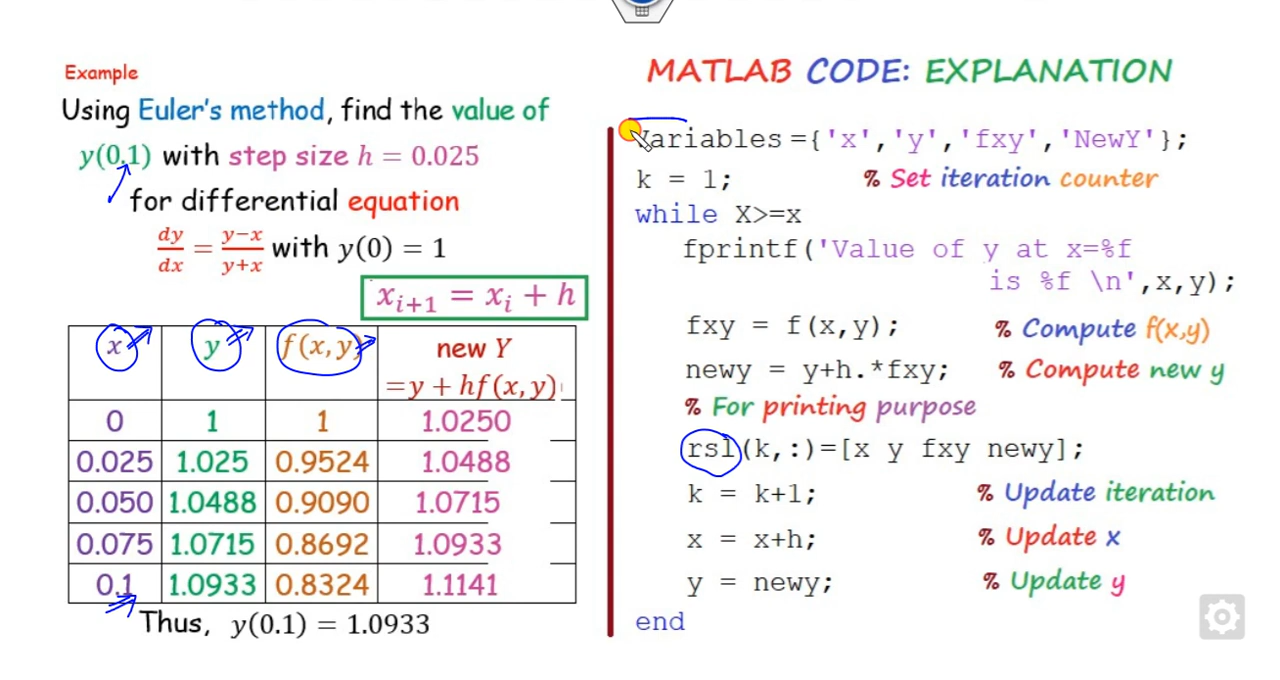 Example
Using Euler's method, find the value of
y(0.1) with step size h = 0.025
for differential equation
dy/dx = y−x/y+x with y(0) = 1
xᵢ₊₁ = xᵢ + h
x y f(x, y) new Y
=y + hf(x, y)
0 1 1 1.0250
0.025 1.025 0.9524 1.0488
0.050 1.0488 0.9090 1.0715
0.075 1.0715 0.8692 1.0933
0.1 1.0933 0.8324 1.1141
Thus, y(0.1) = 1.0933
MATLAB CODE: EXPLANATION
Variables ={'x','y','fxy','NewY'};
k = 1; % Set iteration counter
while X>=x
fprintf('Value of y at x=%f
is %f \n',x,y);
fxy = f(x,y); % Compute f(x,y)
newy = y+h.*fxy; % Compute new y
% For printing purpose
rsl(k,:)=[x y fxy newy];
k = k+1; % Update iteration
x = x+h; % Update x
y = newy; % Update y
end